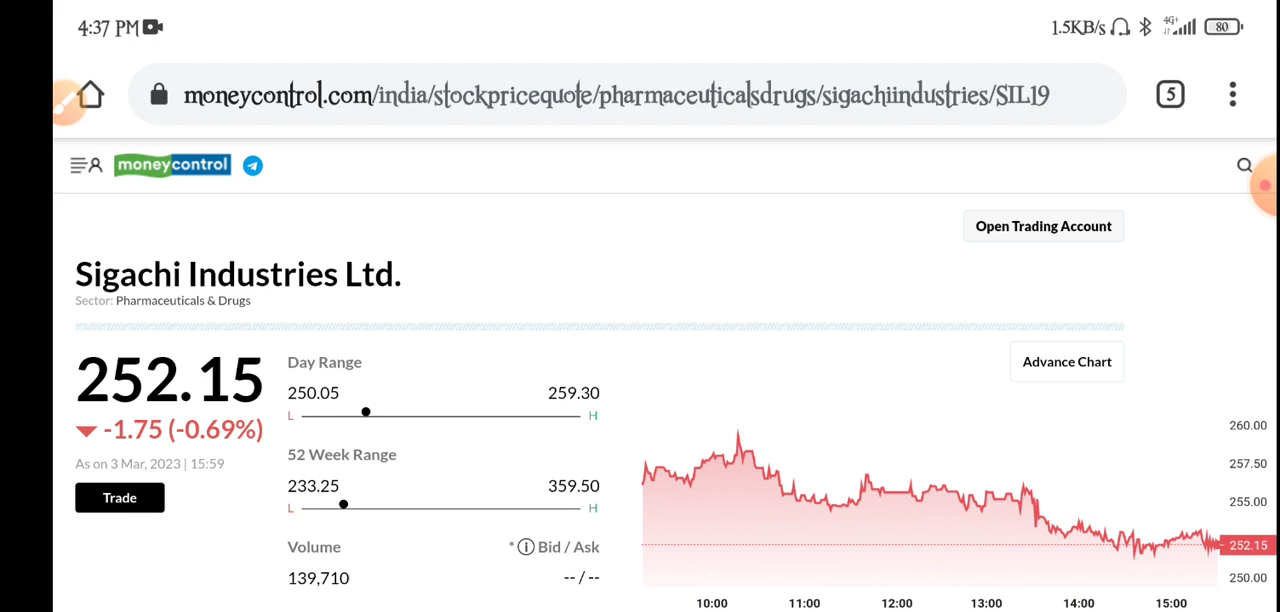 4:37 PM
1.5KB/s 4G+ 80
moneycontrol.com/india/stockpricequote/pharmaceuticalsdrugs/sigachiindustries/SIL19 5
moneycontrol
Open Trading Account
Sigachi Industries Ltd.
Sector: Pharmaceuticals & Drugs
252.15
-1.75 (-0.69%)
As on 3 Mar, 2023 | 15:59
Trade
Day Range
250.05 259.30
L H
52 Week Range
233.25 359.50
L H
Volume * i Bid / Ask
139,710 -- / --
Advance Chart
260.00
257.50
255.00
252.15
250.00
10:00 11:00 12:00 13:00 14:00 15:00